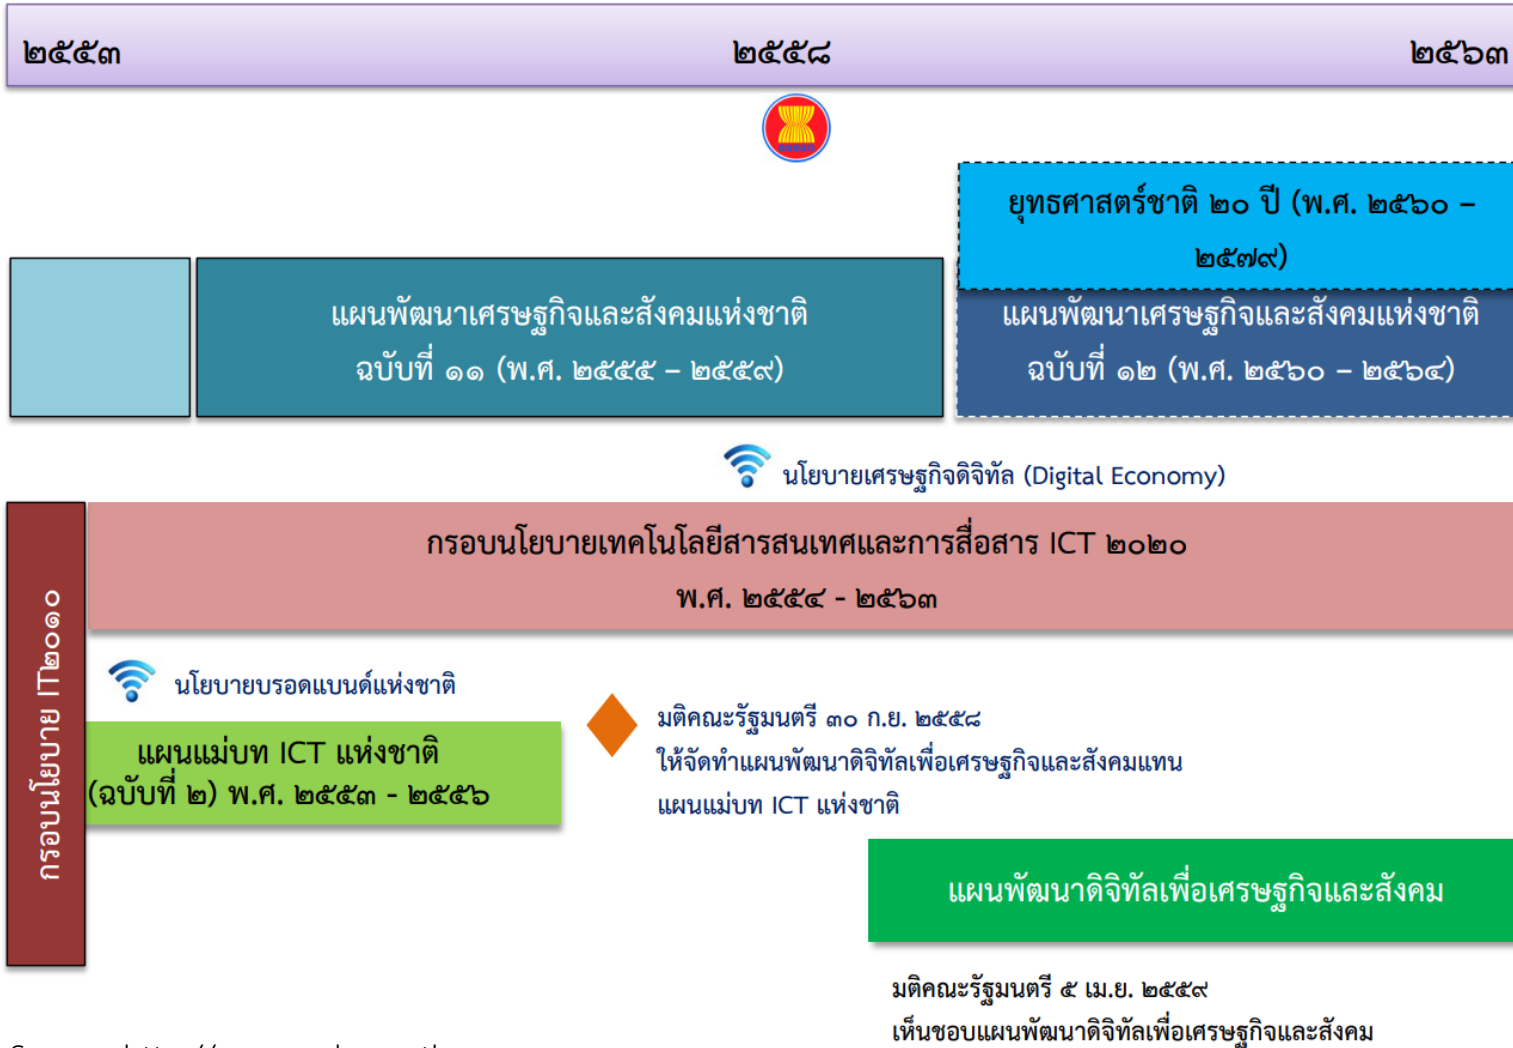 ๒๕๕๓ ๒๕๕๘ ๒๕๖๓
asean
ยุทธศาสตร์ชาติ ๒๐ ปี (พ.ศ. ๒๕๖๐ –
๒๕๗๙)
แผนพัฒนาเศรษฐกิจและสังคมแห่งชาติ
ฉบับที่ ๑๑ (พ.ศ. ๒๕๕๕ – ๒๕๕๙)
แผนพัฒนาเศรษฐกิจและสังคมแห่งชาติ
ฉบับที่ ๑๒ (พ.ศ. ๒๕๖๐ – ๒๕๖๔)
นโยบายเศรษฐกิจดิจิทัล (Digital Economy)
กรอบนโยบายเทคโนโลยีสารสนเทศและการสื่อสาร ICT ๒๐๒๐
พ.ศ. ๒๕๕๔ - ๒๕๖๓
กรอบนโยบาย IT๒๐๑๐
นโยบายบรอดแบนด์แห่งชาติ
แผนแม่บท ICT แห่งชาติ
(ฉบับที่ ๒) พ.ศ. ๒๕๕๓ - ๒๕๕๖
มติคณะรัฐมนตรี ๓๐ ก.ย. ๒๕๕๘
ให้จัดทำแผนพัฒนาดิจิทัลเพื่อเศรษฐกิจและสังคมแทน
แผนแม่บท ICT แห่งชาติ
แผนพัฒนาดิจิทัลเพื่อเศรษฐกิจและสังคม
มติคณะรัฐมนตรี ๕ เม.ย. ๒๕๕๙
เห็นชอบแผนพัฒนาดิจิทัลเพื่อเศรษฐกิจและสังคม